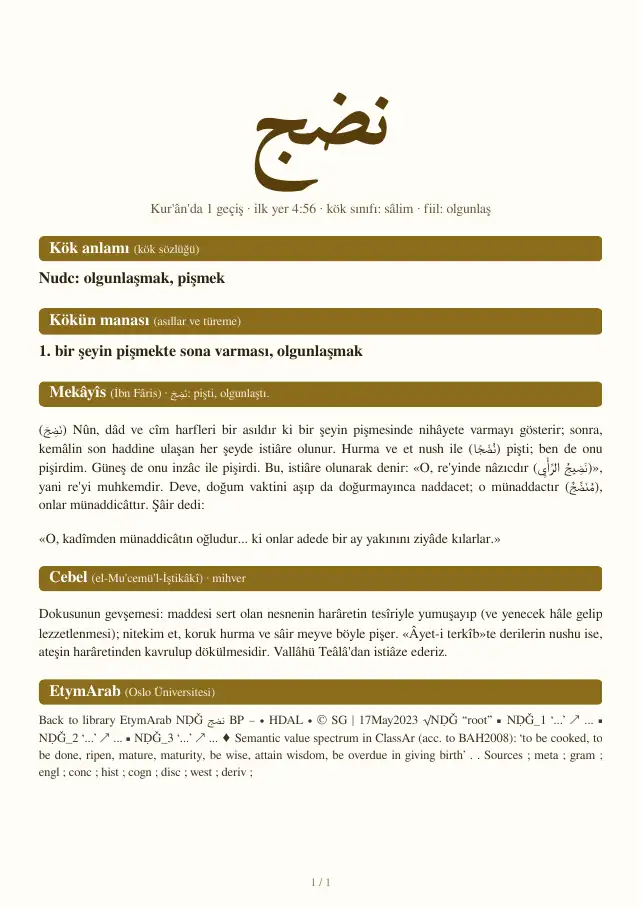 نضج
Kur'ân'da 1 geçiş · ilk yer 4:56 · kök sınıfı: sâlim · fiil: olgunlaş
Kök anlamı (kök sözlüğü)
Nudc: olgunlaşmak, pişmek
Kökün manası (asıllar ve türeme)
1. bir şeyin pişmekte sona varması, olgunlaşmak
Mekâyîs (İbn Fâris) · نَضِجَ: pişti, olgunlaştı.
(نَضِجَ) Nûn, dâd ve cîm harfleri bir asıldır ki bir şeyin pişmesinde nihâyete varmayı gösterir; sonra,
kemâlin son haddine ulaşan her şeyde istiâre olunur. Hurma ve et nush ile (نُضْجًا) pişti; ben de onu
pişirdim. Güneş de onu inzâc ile pişirdi. Bu, istiâre olunarak denir: «O, re'yinde nâzıcdır (نَضِيجُ الرَّأْيِ)»,
yani re'yi muhkemdir. Deve, doğum vaktini aşıp da doğurmayınca naddacet; o münaddactır (مُنَضِّجٌ),
onlar münaddicâttır. Şâir dedi:
«O, kadîmden münaddicâtın oğludur... ki onlar adede bir ay yakınını ziyâde kılarlar.»
Cebel (el-Mu'cemü'l-İştikâkî) · mihver
Dokusunun gevşemesi: maddesi sert olan nesnenin harâretin tesîriyle yumuşayıp (ve yenecek hâle gelip
lezzetlenmesi); nitekim et, koruk hurma ve sâir meyve böyle pişer. «Âyet-i terkîb»te derilerin nushu ise,
ateşin harâretinden kavrulup dökülmesidir. Vallâhü Teâlâ'dan istiâze ederiz.
EtymArab (Oslo Üniversitesi)
Back to library EtymArab NḌǦ نضج BP – • HDAL • © SG | 17May2023 √NḌǦ “root” ▪ NḌǦ_1 ‘...’ ↗ ... ▪
NḌǦ_2 ‘...’ ↗ ... ▪ NḌǦ_3 ‘...’ ↗ ... ♦ Semantic value spectrum in ClassAr (acc. to BAH2008): ‘to be cooked, to
be done, ripen, mature, maturity, be wise, attain wisdom, be overdue in giving birth’ . . Sources ; meta ; gram ;
engl ; conc ; hist ; cogn ; disc ; west ; deriv ;
1 / 1